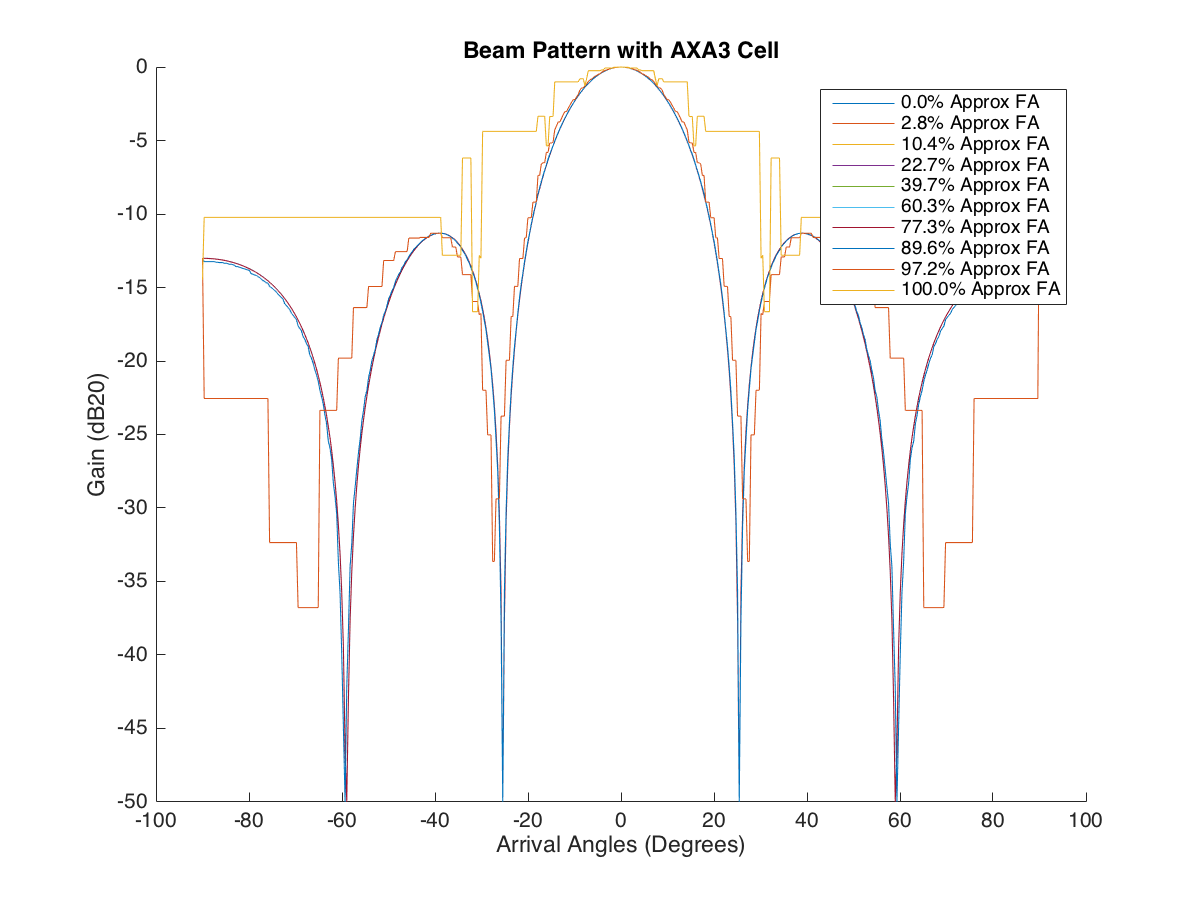 Beam Pattern with AXA3 Cell
0
-5
-10
-15
-20
-25
-30
-35
-40
-45
-50
Gain (dB20)
0.0% Approx FA
2.8% Approx FA
10.4% Approx FA
22.7% Approx FA
39.7% Approx FA
60.3% Approx FA
77.3% Approx FA
89.6% Approx FA
97.2% Approx FA
100.0% Approx FA
-100 -80 -60 -40 -20 0 20 40 60 80 100
Arrival Angles (Degrees)